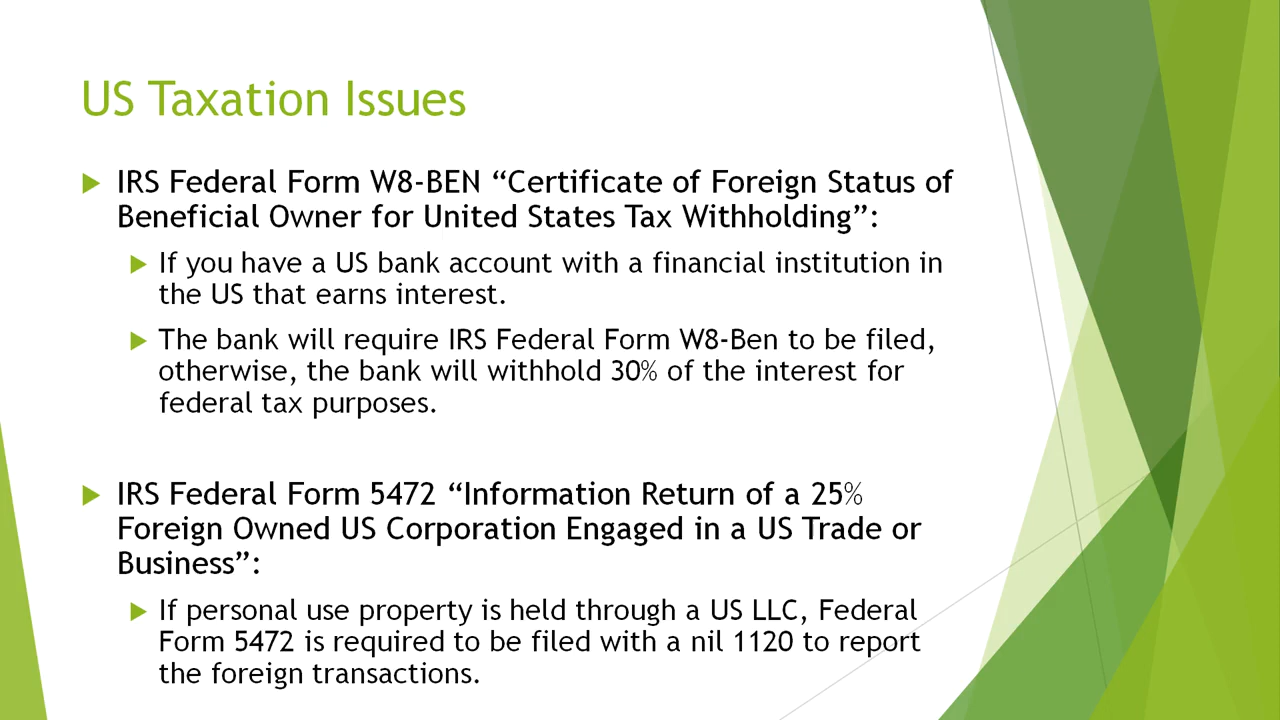 US Taxation Issues
IRS Federal Form W8-BEN “Certificate of Foreign Status of
Beneficial Owner for United States Tax Withholding”:
If you have a US bank account with a financial institution in
the US that earns interest.
The bank will require IRS Federal Form W8-Ben to be filed,
otherwise, the bank will withhold 30% of the interest for
federal tax purposes.
IRS Federal Form 5472 “Information Return of a 25%
Foreign Owned US Corporation Engaged in a US Trade or
Business”:
If personal use property is held through a US LLC, Federal
Form 5472 is required to be filed with a nil 1120 to report
the foreign transactions.